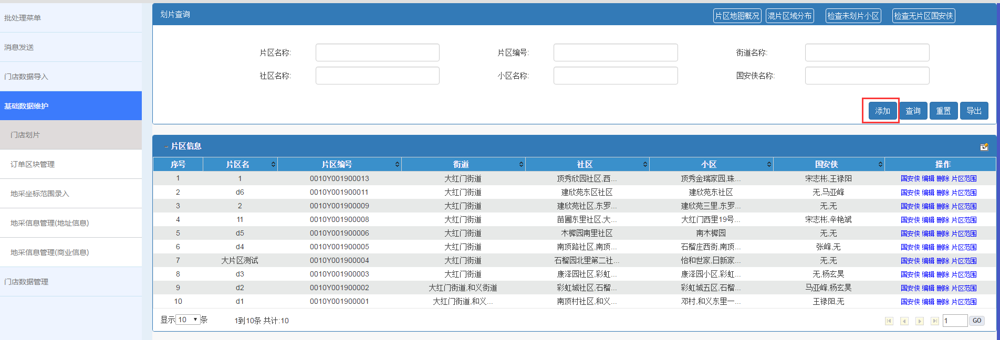 批处理菜单
消息发送
门店数据导入
基础数据维护
门店划片
订单区块管理
地采坐标范围录入
地采信息管理(地址信息)
地采信息管理(商业信息)
门店数据管理
划片查询 片区地图概况 混片区域分布 检查未划片小区 检查无片区国安侠
片区名称: 片区编号: 街道名称:
社区名称: 小区名称: 国安侠名称:
添加 查询 重置 导出
片区信息
序号 片区名 片区编号 街道 社区 小区 国安侠 操作
1 1 0010Y001900013 大红门街道 顶秀欣园社区,西... 顶秀金瑞家园,珠... 宋志彬,王禄阳 国安侠 编辑 删除 片区范围
2 d6 0010Y001900011 大红门街道 建欣苑东区社区 建欣苑东社区 无,马亚峰 国安侠 编辑 删除 片区范围
3 2 0010Y001900009 大红门街道 建欣苑社区,东罗... 建欣苑三里,东罗... 无,无 国安侠 编辑 删除 片区范围
4 11 0010Y001900008 大红门街道 苗圃东里社区,大... 大红门西里19号... 宋志彬,辛艳斌 国安侠 编辑 删除 片区范围
5 d5 0010Y001900006 大红门街道 木樨园南里社区 南木樨园 无,无 国安侠 编辑 删除 片区范围
6 d4 0010Y001900005 大红门街道 南顶路社区,南顶... 石榴庄西街,南顶... 张峰,无 国安侠 编辑 删除 片区范围
7 大片区测试 0010Y001900004 大红门街道 石榴园北里第二社... 怡和世家,日新家... 无,无 国安侠 编辑 删除 片区范围
8 d3 0010Y001900003 大红门街道 康泽园社区,彩虹... 康泽园小区,彩虹... 无,杨玄昊 国安侠 编辑 删除 片区范围
9 d2 0010Y001900002 大红门街道,和义街道 彩虹城社区,石榴... 彩虹城五区,石榴... 马亚峰,杨玄昊 国安侠 编辑 删除 片区范围
10 d1 0010Y001900001 大红门街道,和义... 南顶村社区,和义... 邓村,和义东里一... 王禄阳,无 国安侠 编辑 删除 片区范围
显示 10 条 1到10条 共计:10 1 GO